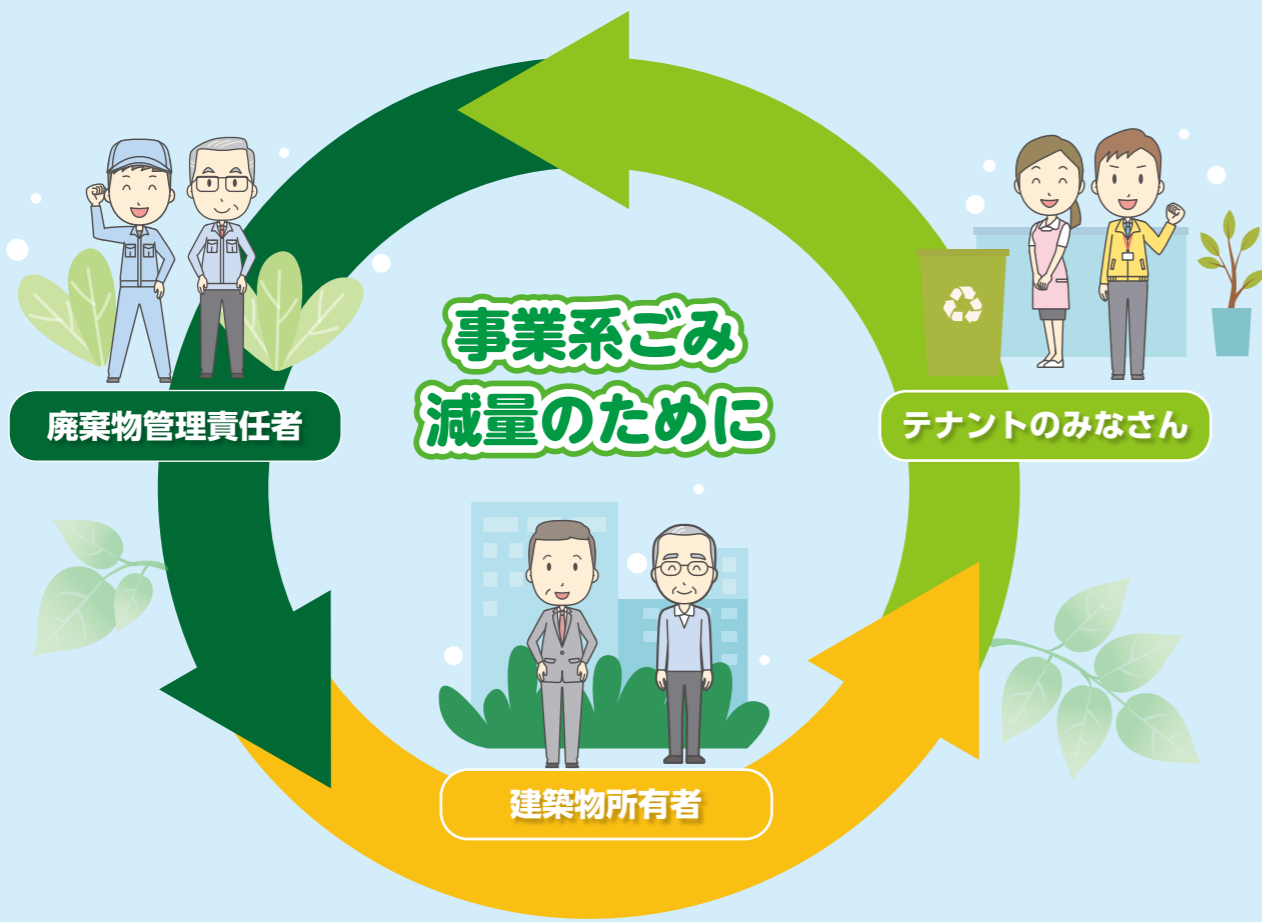 事業系ごみ
減量のために
廃棄物管理責任者
テナントのみなさん
建築物所有者